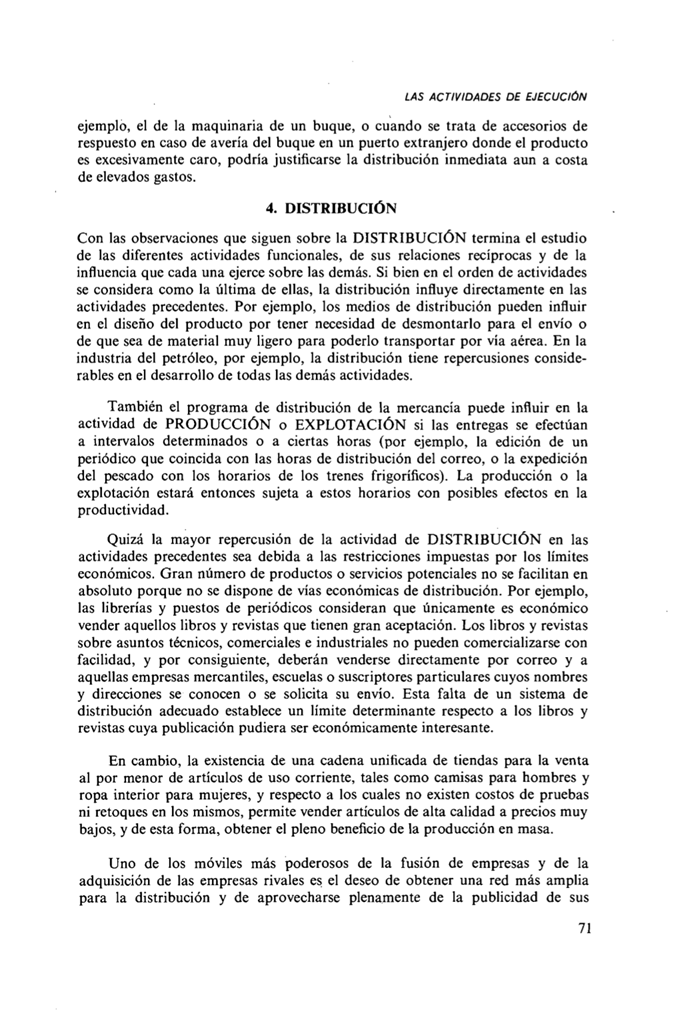 LAS ACTIVIDADES DE EJECUCIÓN
ejemplo, el de la maquinaria de un buque, o cuando se trata de accesorios de
respuesto en caso de avería del buque en un puerto extranjero donde el producto
es excesivamente caro, podría justificarse la distribución inmediata aun a costa
de elevados gastos.
4. DISTRIBUCIÓN
Con las observaciones que siguen sobre la DISTRIBUCIÓN termina el estudio
de las diferentes actividades funcionales, de sus relaciones recíprocas y de la
influencia que cada una ejerce sobre las demás. Si bien en el orden de actividades
se considera como la última de ellas, la distribución influye directamente en las
actividades precedentes. Por ejemplo, los medios de distribución pueden influir
en el diseño del producto por tener necesidad de desmontarlo para el envío o
de que sea de material muy ligero para poderlo transportar por vía aérea. En la
industria del petróleo, por ejemplo, la distribución tiene repercusiones conside-
rables en el desarrollo de todas las demás actividades.
También el programa de distribución de la mercancía puede influir en la
actividad de PRODUCCIÓN o EXPLOTACIÓN si las entregas se efectúan
a intervalos determinados o a ciertas horas (por ejemplo, la edición de un
periódico que coincida con las horas de distribución del correo, o la expedición
del pescado con los horarios de los trenes frigoríficos). La producción o la
explotación estará entonces sujeta a estos horarios con posibles efectos en la
productividad.
Quizá la mayor repercusión de la actividad de DISTRIBUCIÓN en las
actividades precedentes sea debida a las restricciones impuestas por los límites
económicos. Gran número de productos o servicios potenciales no se facilitan en
absoluto porque no se dispone de vías económicas de distribución. Por ejemplo,
las librerías y puestos de periódicos consideran que únicamente es económico
vender aquellos libros y revistas que tienen gran aceptación. Los libros y revistas
sobre asuntos técnicos, comerciales e industriales no pueden comercializarse con
facilidad, y por consiguiente, deberán venderse directamente por correo y a
aquellas empresas mercantiles, escuelas o suscriptores particulares cuyos nombres
y direcciones se conocen o se solicita su envío. Esta falta de un sistema de
distribución adecuado establece un límite determinante respecto a los libros y
revistas cuya publicación pudiera ser económicamente interesante.
En cambio, la existencia de una cadena unificada de tiendas para la venta
al por menor de artículos de uso corriente, tales como camisas para hombres y
ropa interior para mujeres, y respecto a los cuales no existen costos de pruebas
ni retoques en los mismos, permite vender artículos de alta calidad a precios muy
bajos, y de esta forma, obtener el pleno beneficio de la producción en masa.
Uno de los móviles más poderosos de la fusión de empresas y de la
adquisición de las empresas rivales es el deseo de obtener una red más amplia
para la distribución y de aprovecharse plenamente de la publicidad de sus
71